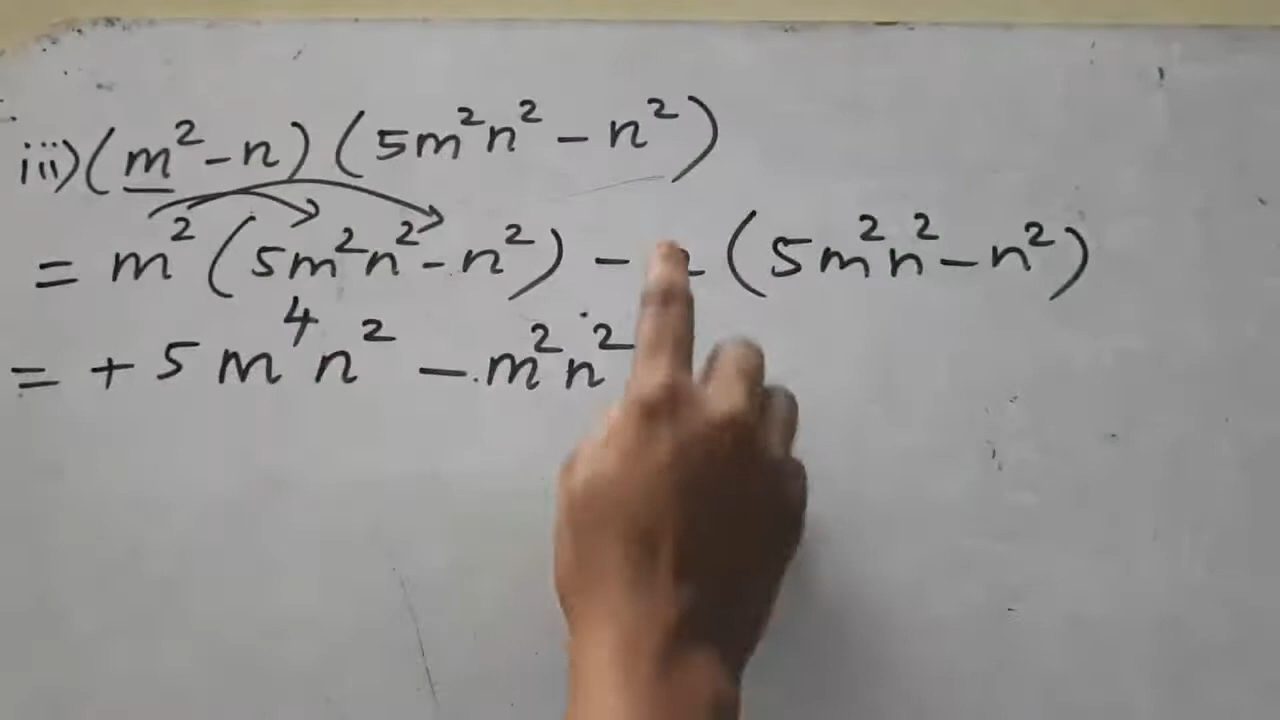 iii) (m² - n) (5m²n² - n²)
= m² (5m²n² - n²) - (5m²n² - n²)
= + 5m⁴n² - m²n²